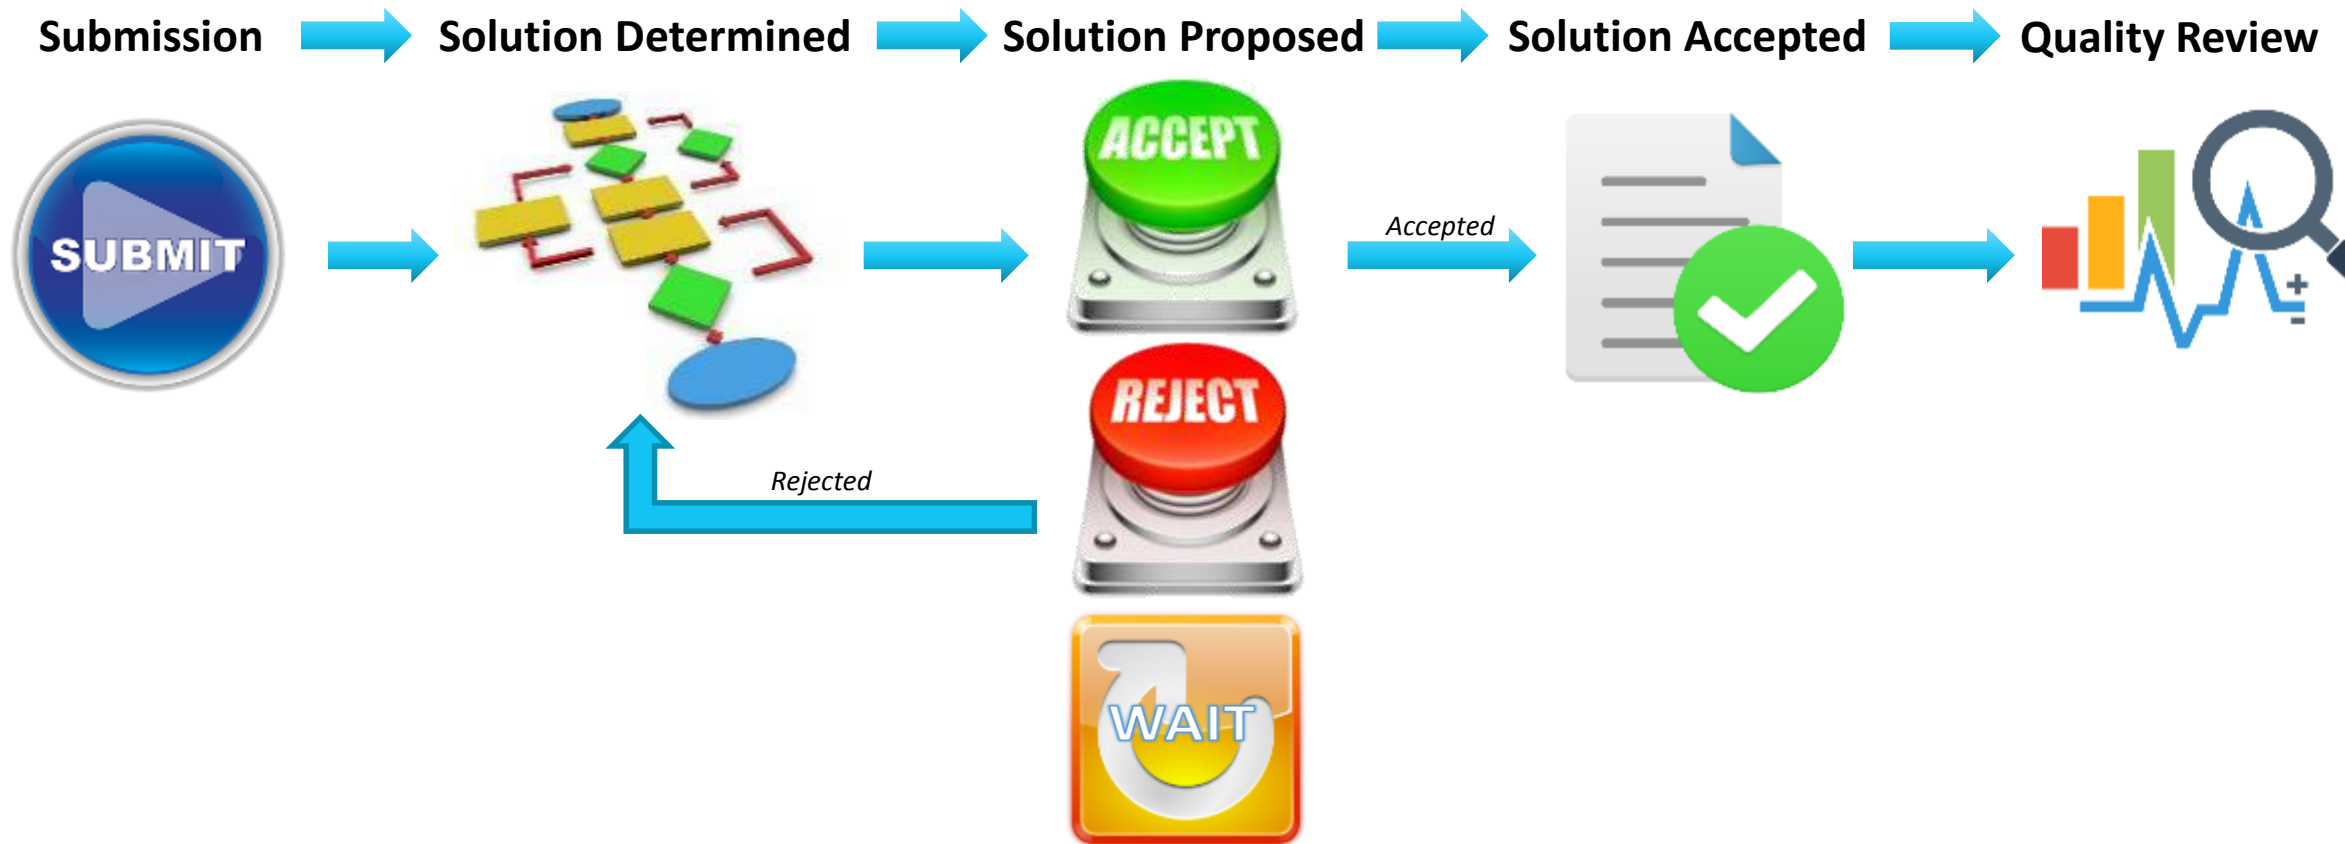 Submission
Solution Determined
Solution Proposed
Solution Accepted
Quality Review
SUBMIT
ACCEPT
Accepted
REJECT
Rejected
WAIT
+
-